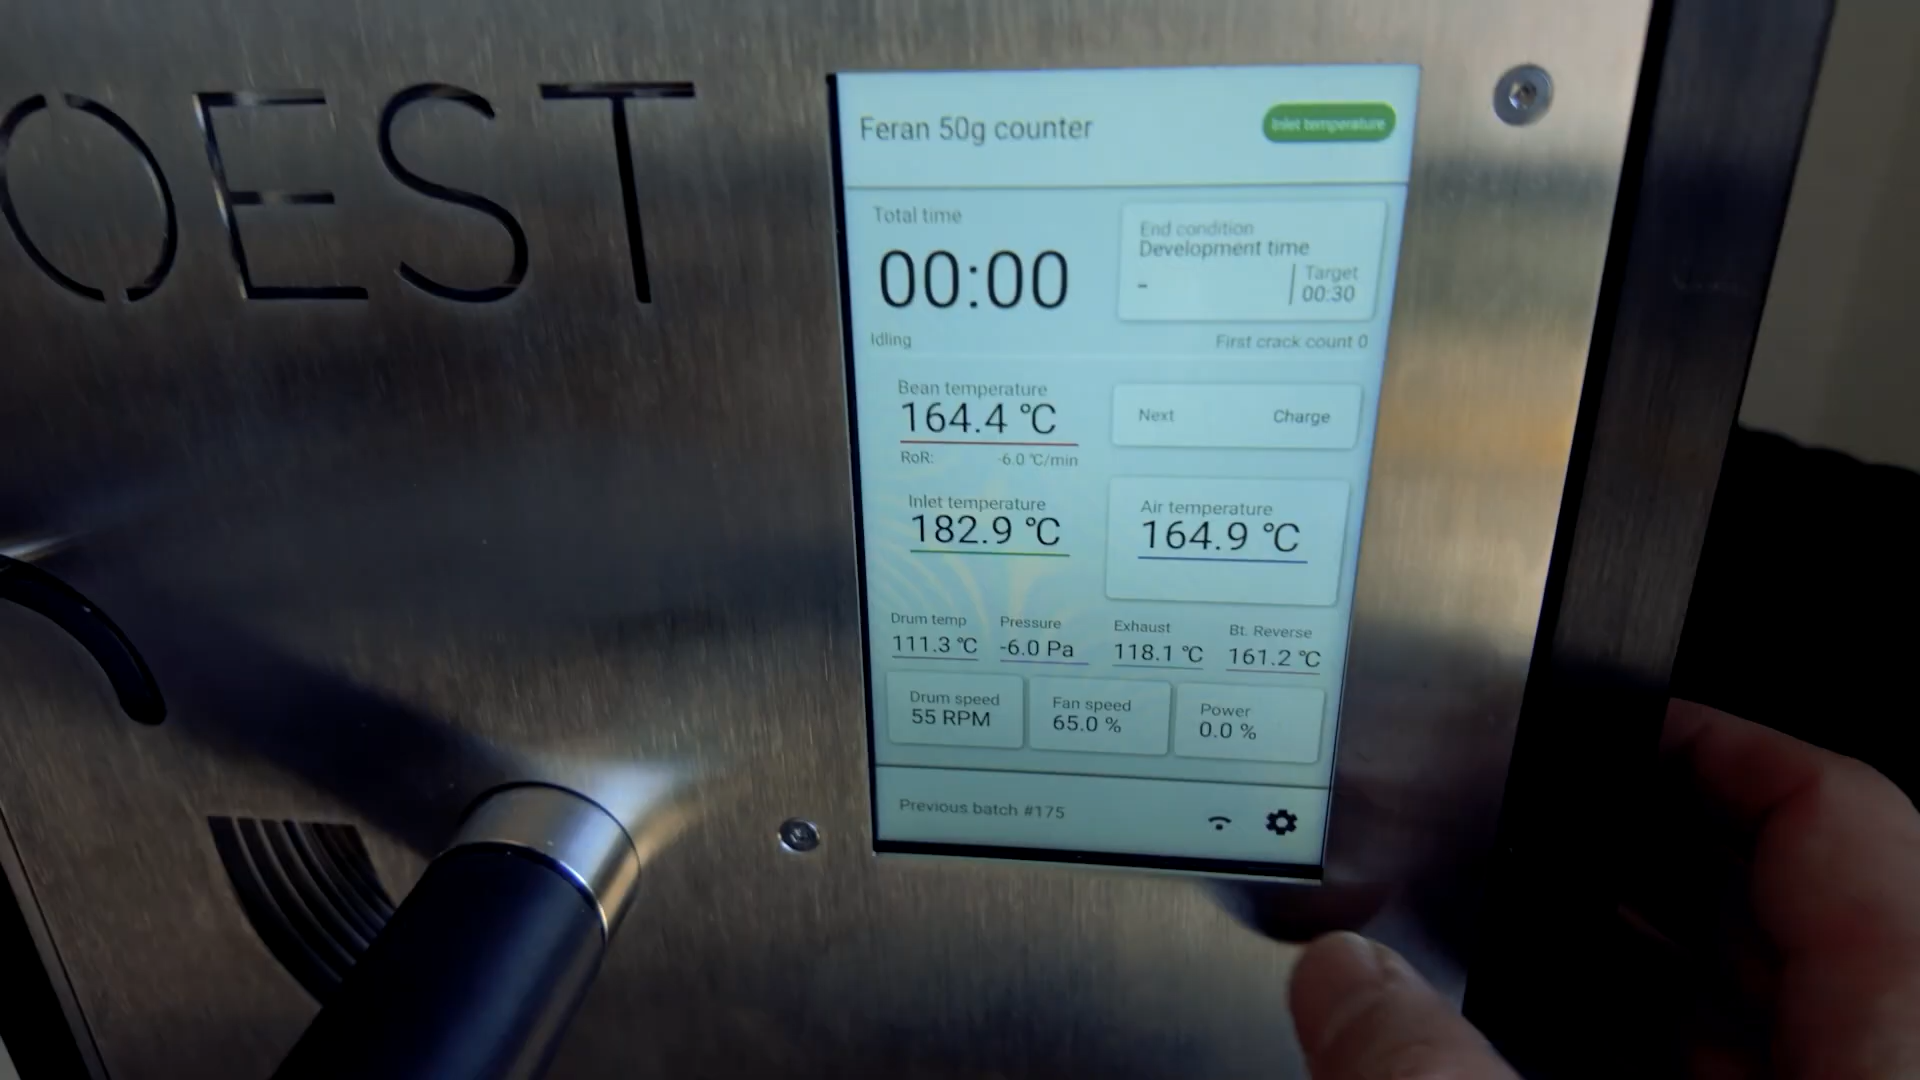 OEST
Feran 50g counter
Inlet temperature
Total time
00:00
End condition
Development time
-
Target
00:30
Idling
First crack count 0
Bean temperature
164.4 °C
RoR: -6.0 °C/min
Next Charge
Inlet temperature
182.9 °C
Air temperature
164.9 °C
Drum temp
111.3 °C
Pressure
-6.0 Pa
Exhaust
118.1 °C
Bt. Reverse
161.2 °C
Drum speed
55 RPM
Fan speed
65.0 %
Power
0.0 %
Previous batch #175